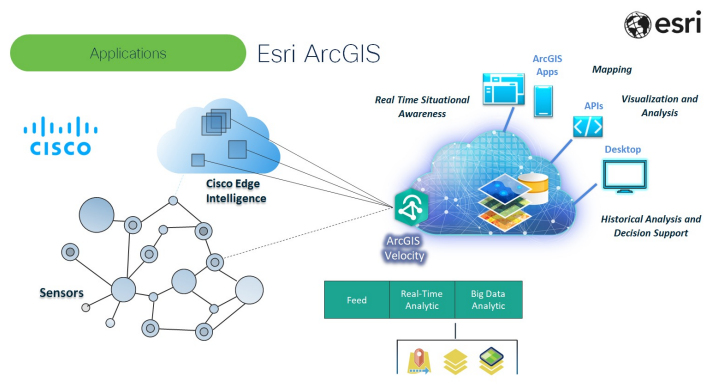 Applications
Esri ArcGIS
esri
CISCO
Real Time Situational
Awareness
ArcGIS
Apps
Mapping
APIs
Visualization and
Analysis
Desktop
Historical Analysis and
Decision Support
Cisco Edge
Intelligence
ArcGIS
Velocity
Sensors
Feed
Real-Time
Analytic
Big Data
Analytic